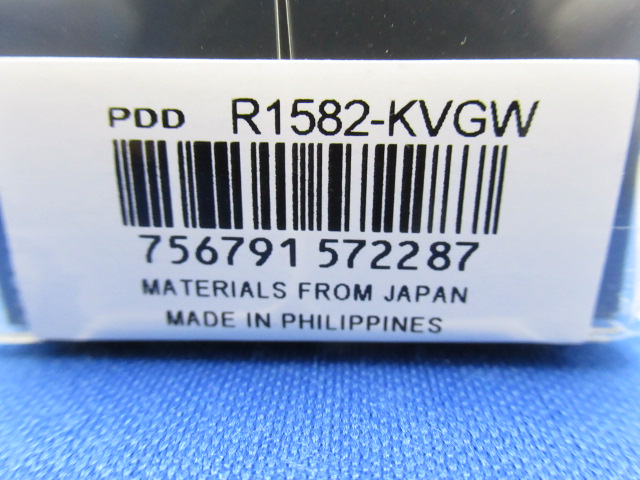 PDD R1582-KVGW
756791 572287
MATERIALS FROM JAPAN
MADE IN PHILIPPINES